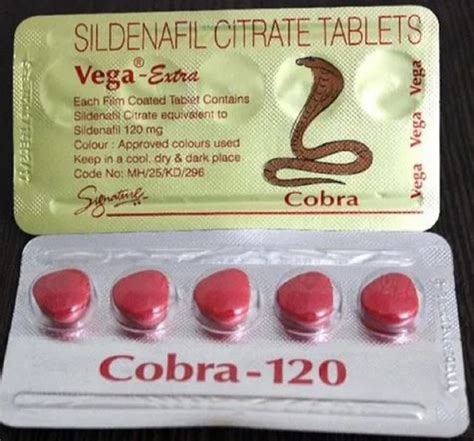 SILDENAFIL CITRATE TABLETS
Vega®-Extra
Each Film Coated Tablet Contains
Sildenafil Citrate equivalent to
Sildenafil 120 mg
Colour : Approved colours used
Keep in a cool, dry & dark place
Code No: MH/25/KD/296
Signature
Cobra
Vega Vega Vega Vega
Cobra-120